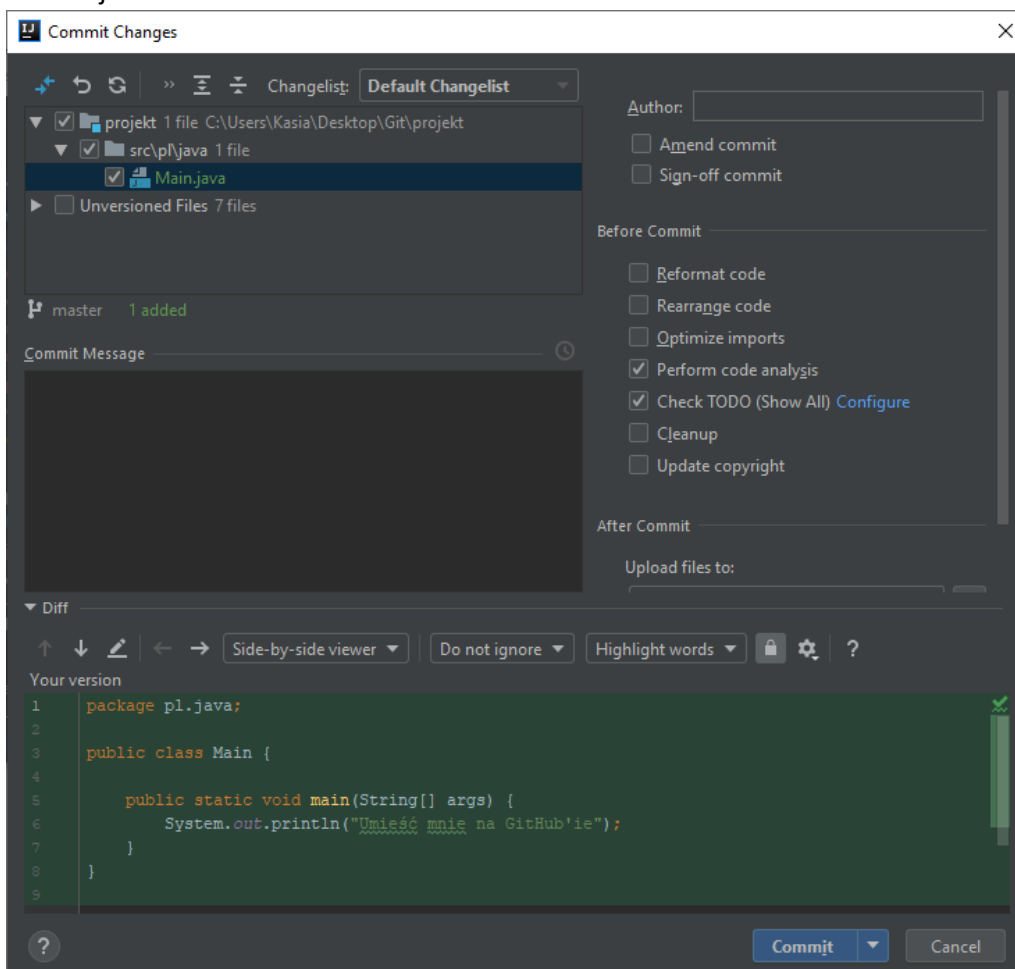 Commit Changes
Changelist: Default Changelist
projekt 1 file C:\Users\Kasia\Desktop\Git\projekt
src\pl\java 1 file
Main.java
Unversioned Files 7 files
master 1 added
Commit Message
Author:
Amend commit
Sign-off commit
Before Commit
Reformat code
Rearrange code
Optimize imports
Perform code analysis
Check TODO (Show All) Configure
Cleanup
Update copyright
After Commit
Upload files to:
Diff
Side-by-side viewer Do not ignore Highlight words ?
Your version
1 package pl.java;
2
3 public class Main {
4
5 public static void main(String[] args) {
6 System.out.println("Umieść mnie na GitHub'ie");
7 }
8 }
9
? Commit Cancel